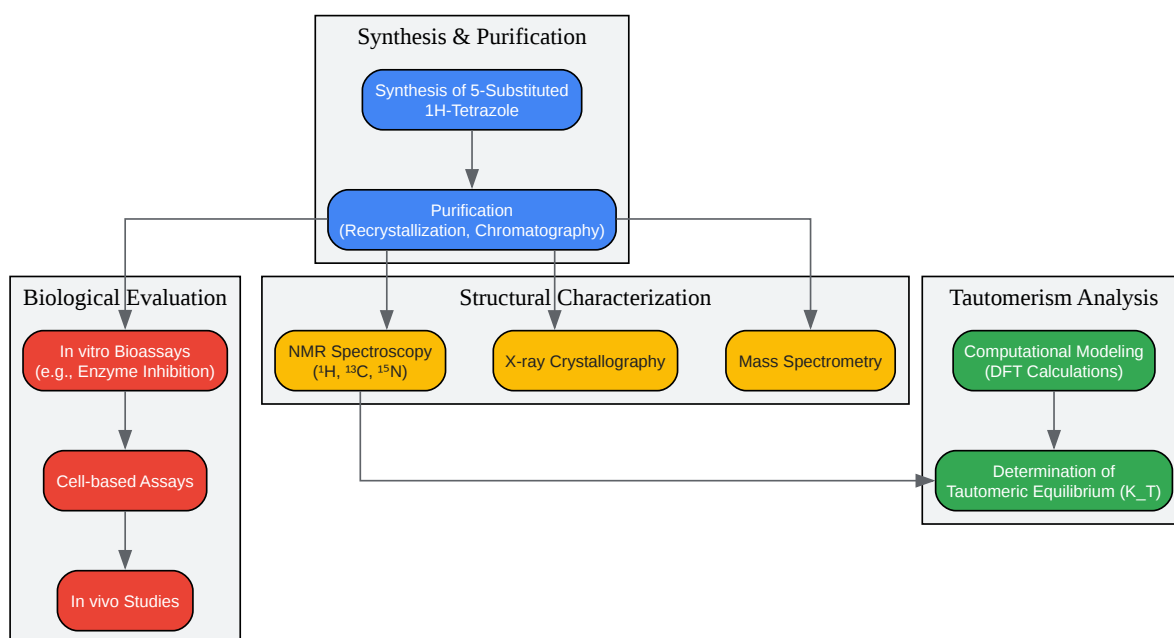 Synthesis & Purification
Synthesis of 5-Substituted
1H-Tetrazole
Purification
(Recrystallization, Chromatography)
Biological Evaluation
In vitro Bioassays
(e.g., Enzyme Inhibition)
Cell-based Assays
In vivo Studies
Structural Characterization
NMR Spectroscopy
(¹H, ¹³C, ¹⁵N)
X-ray Crystallography
Mass Spectrometry
Tautomerism Analysis
Computational Modeling
(DFT Calculations)
Determination of
Tautomeric Equilibrium (K_T)